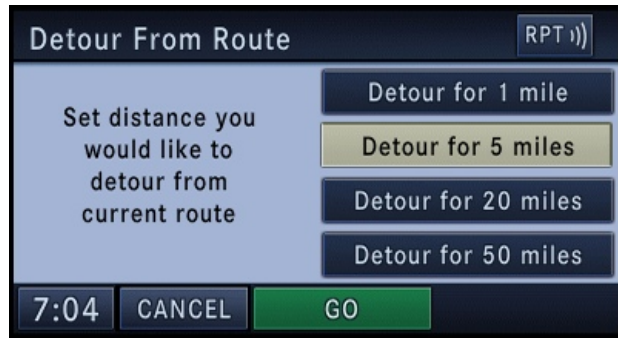 Detour From Route
RPT
Set distance you
would like to
detour from
current route
Detour for 1 mile
Detour for 5 miles
Detour for 20 miles
Detour for 50 miles
7:04 CANCEL GO